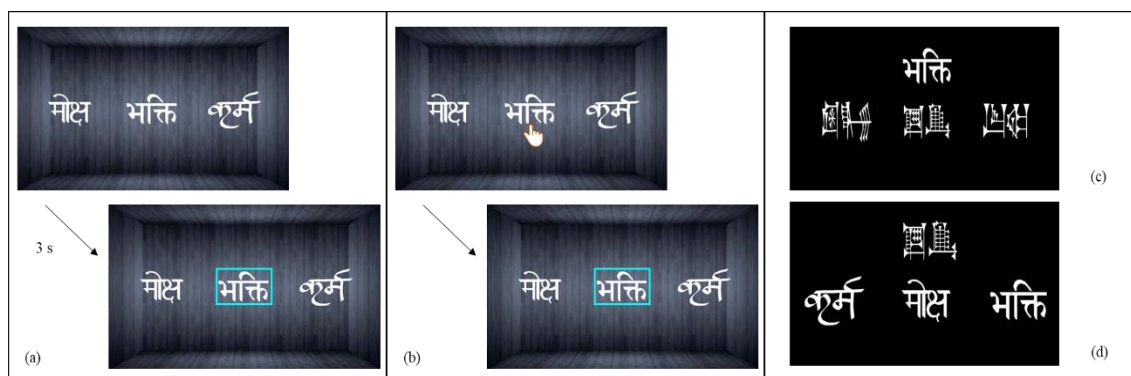 मोक्ष भक्ति कर्म
3 s
मोक्ष भक्ति कर्म
(a)
मोक्ष भक्ति कर्म
मोक्ष भक्ति कर्म
(b)
भक्ति
(c)
कर्म मोक्ष भक्ति
(d)